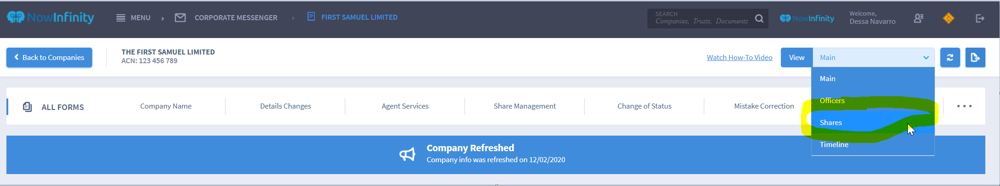 NowInfinity
MENU
CORPORATE MESSENGER
FIRST SAMUEL LIMITED
SEARCH
Companies, Trusts, Documents
NowInfinity
Welcome,
Dessa Navarro
Back to Companies
THE FIRST SAMUEL LIMITED
ACN: 123 456 789
Watch How-To Video
View
Main
Main
Officers
Shares
Timeline
ALL FORMS
Company Name
Details Changes
Agent Services
Share Management
Change of Status
Mistake Correction
Company Refreshed
Company info was refreshed on 12/02/2020